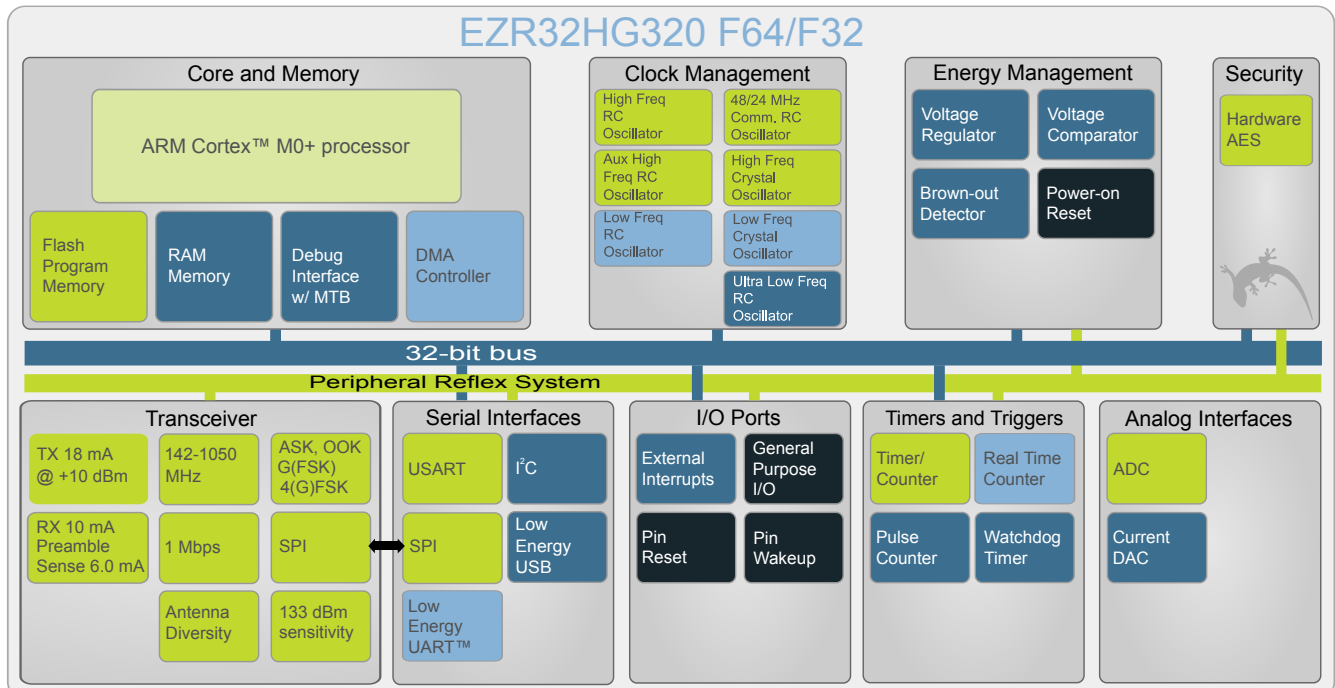 EZR32HG320 F64/F32
Core and Memory
ARM Cortex™ M0+ processor
Flash
Program
Memory
RAM
Memory
Debug
Interface
w/ MTB
DMA
Controller
Clock Management
High Freq
RC
Oscillator
48/24 MHz
Comm. RC
Oscillator
Aux High
Freq RC
Oscillator
High Freq
Crystal
Oscillator
Low Freq
RC
Oscillator
Low Freq
Crystal
Oscillator
Ultra Low Freq
RC
Oscillator
Energy Management
Voltage
Regulator
Voltage
Comparator
Brown-out
Detector
Power-on
Reset
Security
Hardware
AES
32-bit bus
Peripheral Reflex System
Transceiver
TX 18 mA
@ +10 dBm
142-1050
MHz
ASK, OOK
G(FSK)
4(G)FSK
RX 10 mA
Preamble
Sense 6.0 mA
1 Mbps
SPI
Antenna
Diversity
133 dBm
sensitivity
Serial Interfaces
USART
I²C
SPI
Low
Energy
USB
Low
Energy
UART™
I/O Ports
External
Interrupts
General
Purpose
I/O
Pin
Reset
Pin
Wakeup
Timers and Triggers
Timer/
Counter
Real Time
Counter
Pulse
Counter
Watchdog
Timer
Analog Interfaces
ADC
Current
DAC